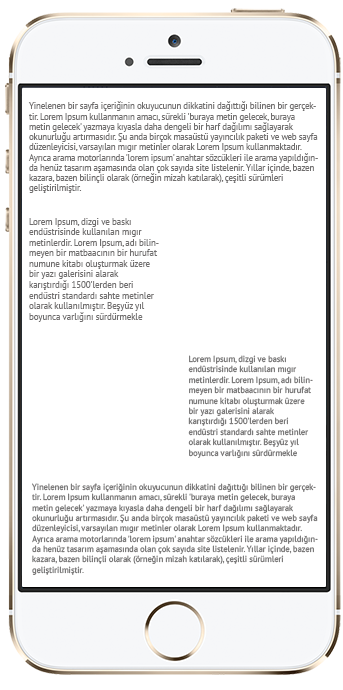 Yinelenen bir sayfa içeriğinin okuyucunun dikkatini dağıttığı bilinen bir gerçek-
tir. Lorem Ipsum kullanmanın amacı, sürekli 'buraya metin gelecek, buraya
metin gelecek' yazmaya kıyasla daha dengeli bir harf dağılımı sağlayarak
okunurluğu artırmasıdır. Şu anda birçok masaüstü yayıncılık paketi ve web sayfa
düzenleyicisi, varsayılan mıgır metinler olarak Lorem Ipsum kullanmaktadır.
Ayrıca arama motorlarında 'lorem ipsum' anahtar sözcükleri ile arama yapıldığın-
da henüz tasarım aşamasında olan çok sayıda site listelenir. Yıllar içinde, bazen
kazara, bazen bilinçli olarak (örneğin mizah katılarak), çeşitli sürümleri
geliştirilmiştir.
Lorem Ipsum, dizgi ve baskı
endüstrisinde kullanılan mıgır
metinlerdir. Lorem Ipsum, adı bilin-
meyen bir matbaacının bir hurufat
numune kitabı oluşturmak üzere
bir yazı galerisini alarak
karıştırdığı 1500'lerden beri
endüstri standardı sahte metinler
olarak kullanılmıştır. Beşyüz yıl
boyunca varlığını sürdürmekle
Lorem Ipsum, dizgi ve baskı
endüstrisinde kullanılan mıgır
metinlerdir. Lorem Ipsum, adı bilin-
meyen bir matbaacının bir hurufat
numune kitabı oluşturmak üzere
bir yazı galerisini alarak
karıştırdığı 1500'lerden beri
endüstri standardı sahte metinler
olarak kullanılmıştır. Beşyüz yıl
boyunca varlığını sürdürmekle
Yinelenen bir sayfa içeriğinin okuyucunun dikkatini dağıttığı bilinen bir gerçek-
tir. Lorem Ipsum kullanmanın amacı, sürekli 'buraya metin gelecek, buraya
metin gelecek' yazmaya kıyasla daha dengeli bir harf dağılımı sağlayarak
okunurluğu artırmasıdır. Şu anda birçok masaüstü yayıncılık paketi ve web sayfa
düzenleyicisi, varsayılan mıgır metinler olarak Lorem Ipsum kullanmaktadır.
Ayrıca arama motorlarında 'lorem ipsum' anahtar sözcükleri ile arama yapıldığın-
da henüz tasarım aşamasında olan çok sayıda site listelenir. Yıllar içinde, bazen
kazara, bazen bilinçli olarak (örneğin mizah katılarak), çeşitli sürümleri
geliştirilmiştir.